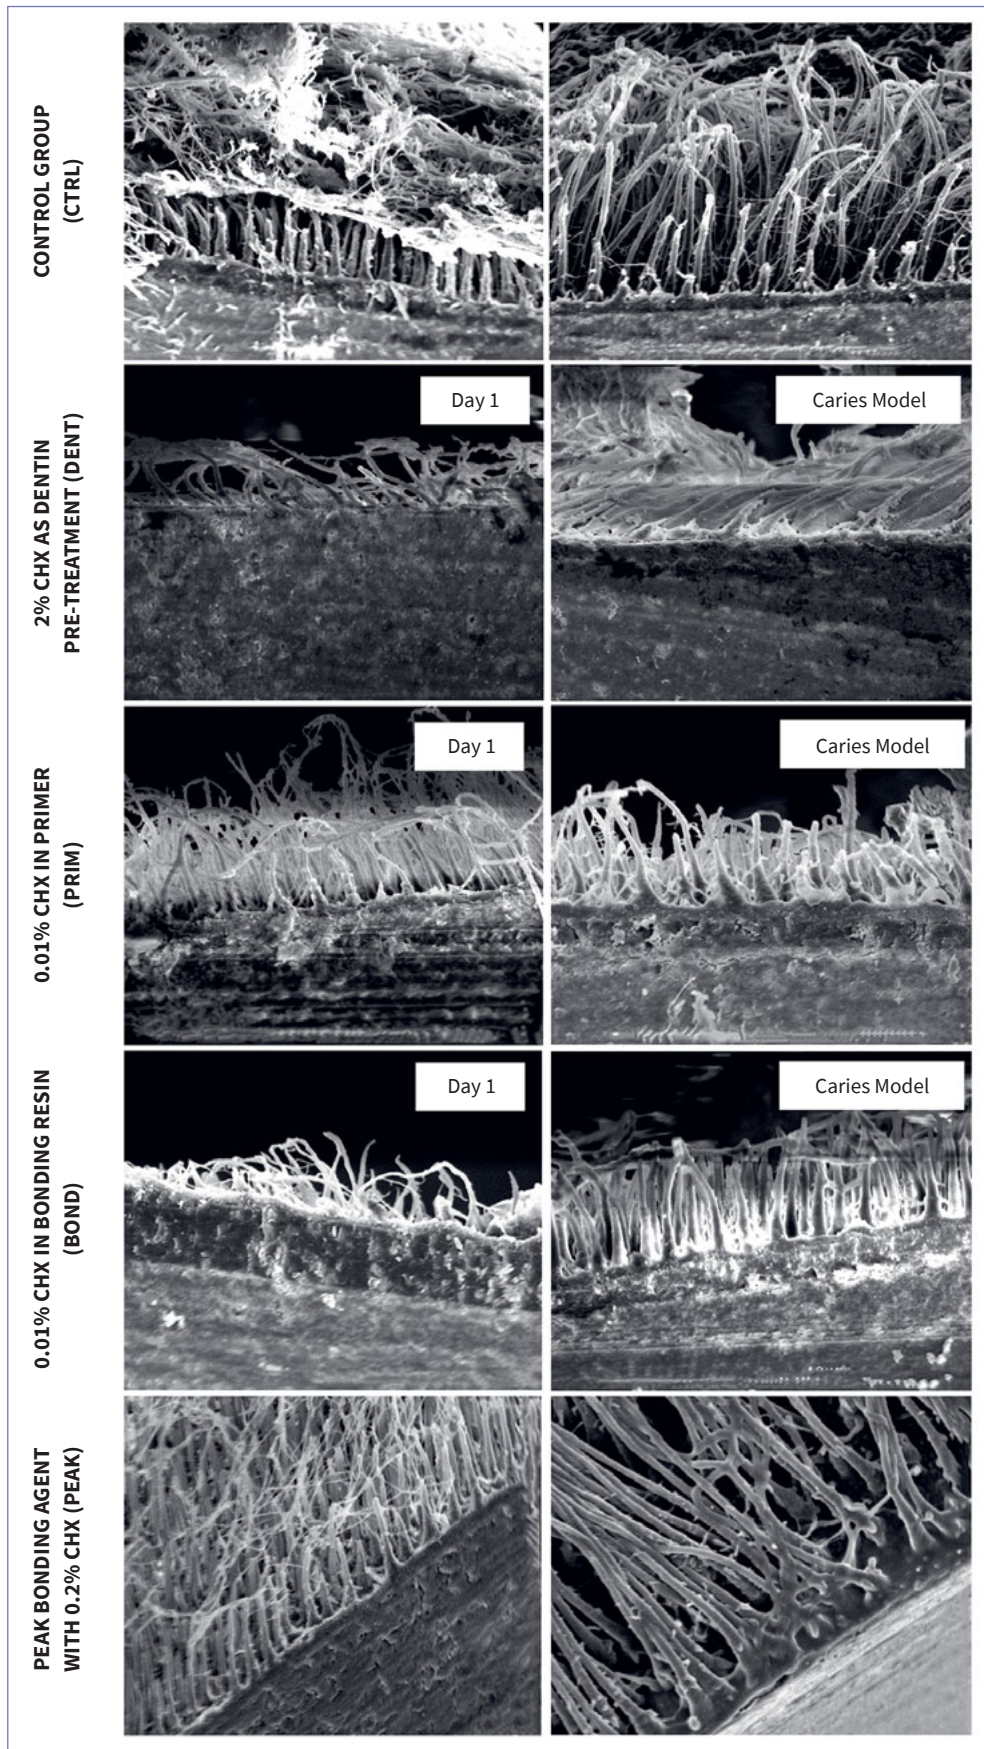 CONTROL GROUP
(CTRL)
2% CHX AS DENTIN
PRE-TREATMENT (DENT)
Day 1
Caries Model
0.01% CHX IN PRIMER
(PRIM)
Day 1
Caries Model
0.01% CHX IN BONDING RESIN
(BOND)
Day 1
Caries Model
PEAK BONDING AGENT
WITH 0.2% CHX (PEAK)